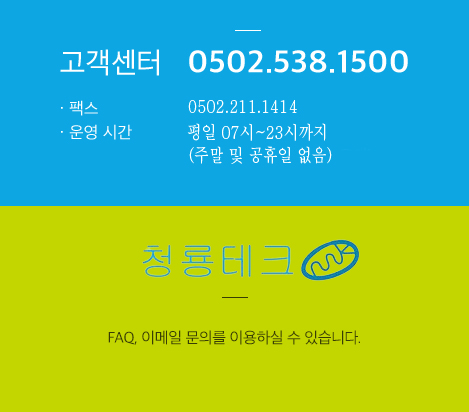 고객센터 0502.538.1500
· 팩스 0502.211.1414
· 운영 시간 평일 07시~23시까지
(주말 및 공휴일 없음)
청룡테크
FAQ, 이메일 문의를 이용하실 수 있습니다.